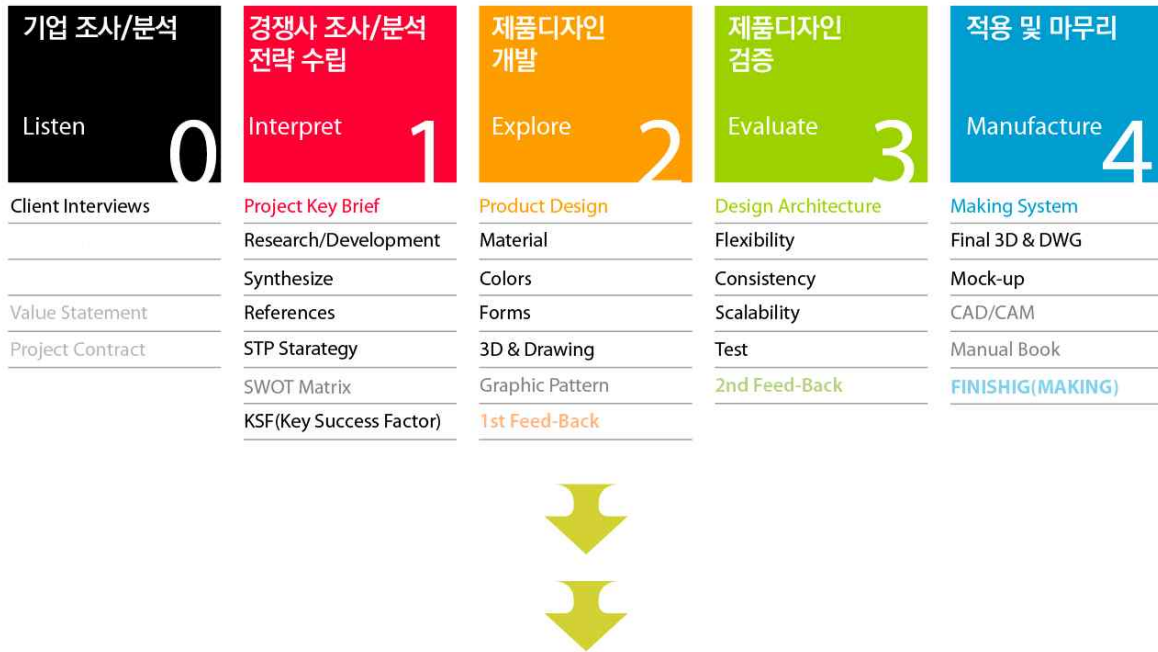 기업 조사/분석
Listen
0
Client Interviews
Value Statement
Project Contract
경쟁사 조사/분석
전략 수립
Interpret
1
Project Key Brief
Research/Development
Synthesize
References
STP Starategy
SWOT Matrix
KSF(Key Success Factor)
제품디자인
개발
Explore
2
Product Design
Material
Colors
Forms
3D & Drawing
Graphic Pattern
1st Feed-Back
제품디자인
검증
Evaluate
3
Design Architecture
Flexibility
Consistency
Scalability
Test
2nd Feed-Back
적용 및 마무리
Manufacture
4
Making System
Final 3D & DWG
Mock-up
CAD/CAM
Manual Book
FINISHIG(MAKING)